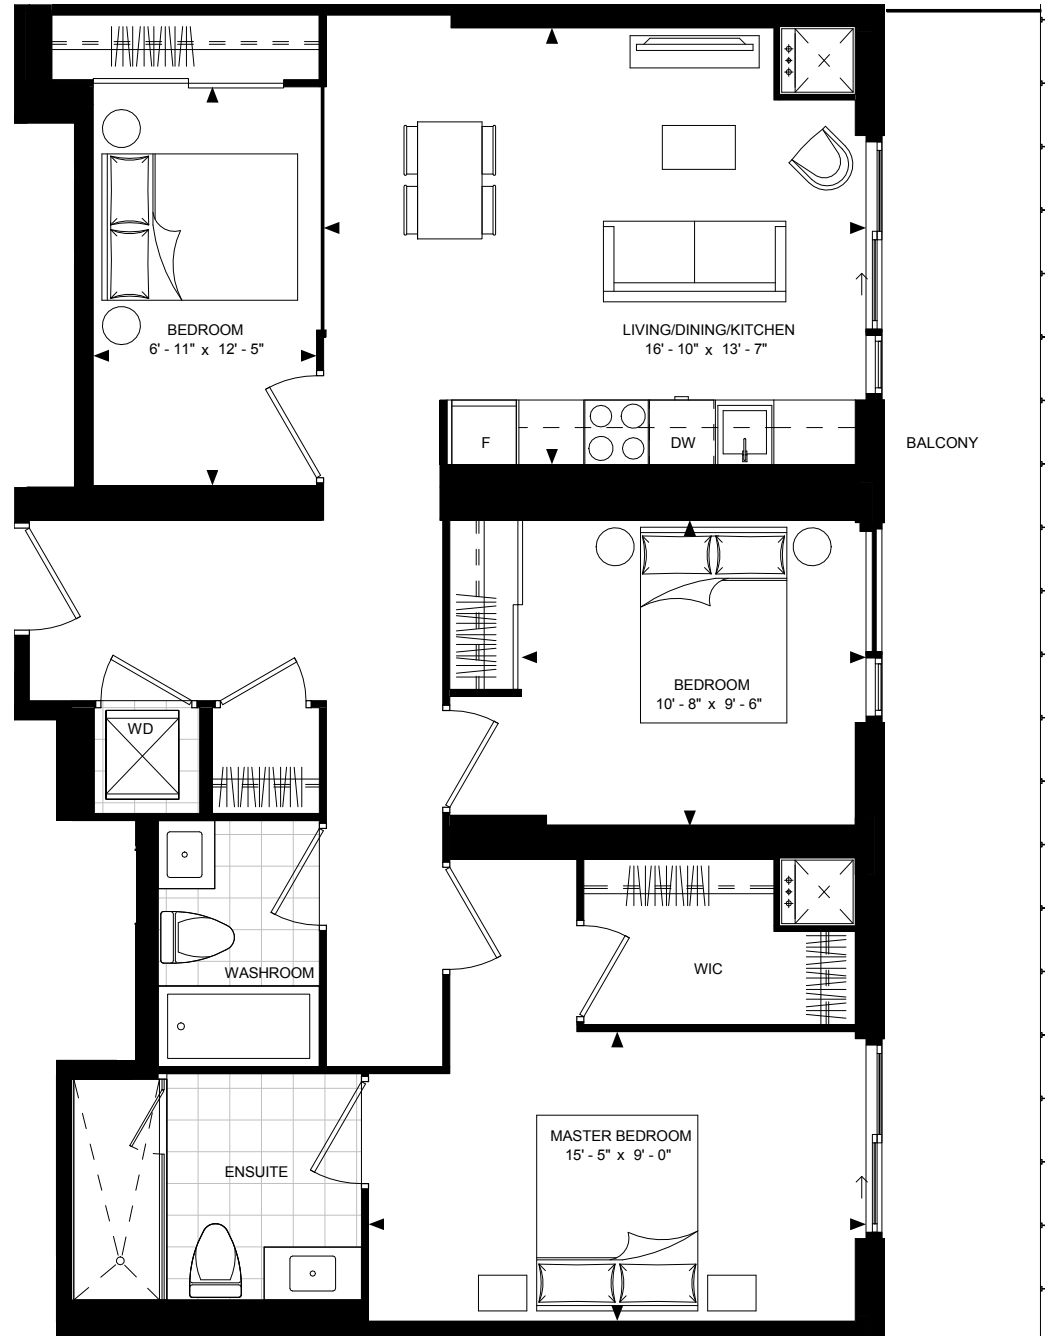 BEDROOM
6' - 11" x 12' - 5"
LIVING/DINING/KITCHEN
16' - 10" x 13' - 7"
F
DW
BALCONY
BEDROOM
10' - 8" x 9' - 6"
WD
WASHROOM
WIC
MASTER BEDROOM
15' - 5" x 9' - 0"
ENSUITE